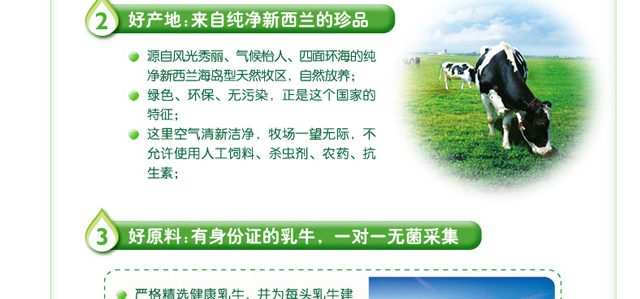 2 好产地:来自纯净新西兰的珍品
源自风光秀丽、气候怡人、四面环海的纯
净新西兰海岛型天然牧区，自然放养；
绿色、环保、无污染，正是这个国家的
特征；
这里空气清新洁净，牧场一望无际，不
允许使用人工饲料、杀虫剂、农药、抗
生素；
3 好原料:有身份证的乳牛，一对一无菌采集
严格精选健康乳牛，并为每头乳牛建